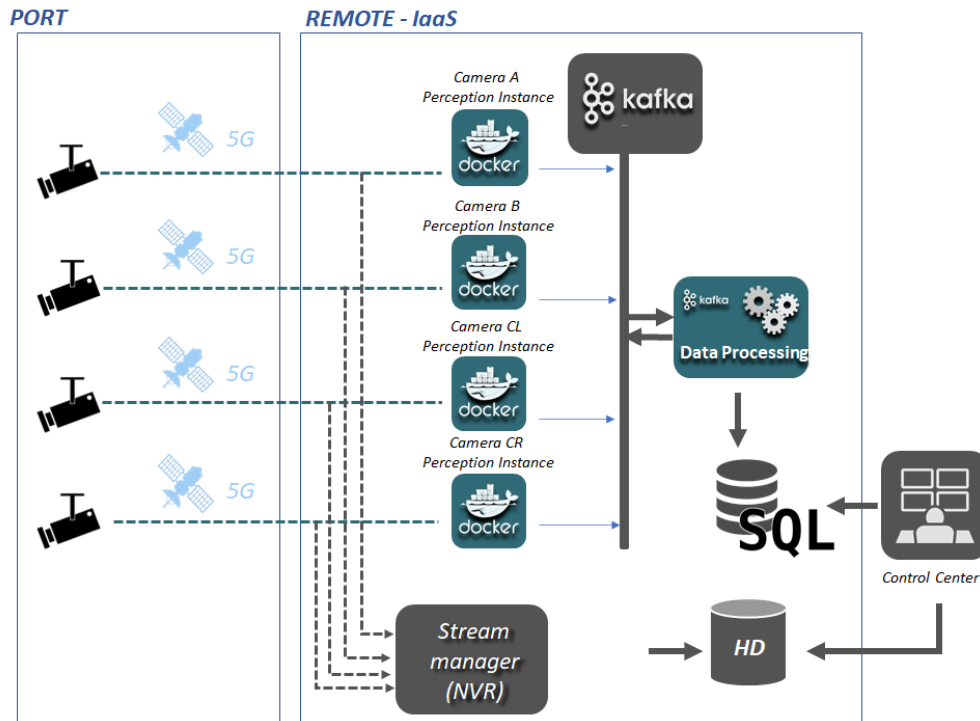 PORT
REMOTE - IaaS
Camera A
Perception Instance
docker
kafka
5G
Camera B
Perception Instance
docker
5G
Camera CL
Perception Instance
docker
5G
kafka
Data Processing
Camera CR
Perception Instance
docker
5G
SQL
Control Center
Stream
manager
(NVR)
HD